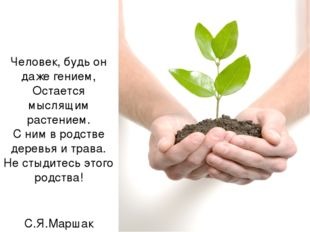 Человек, будь он
даже гением,
Остается
мыслящим
растением.
С ним в родстве
деревья и трава.
Не стыдитесь этого
родства!
С.Я.Маршак